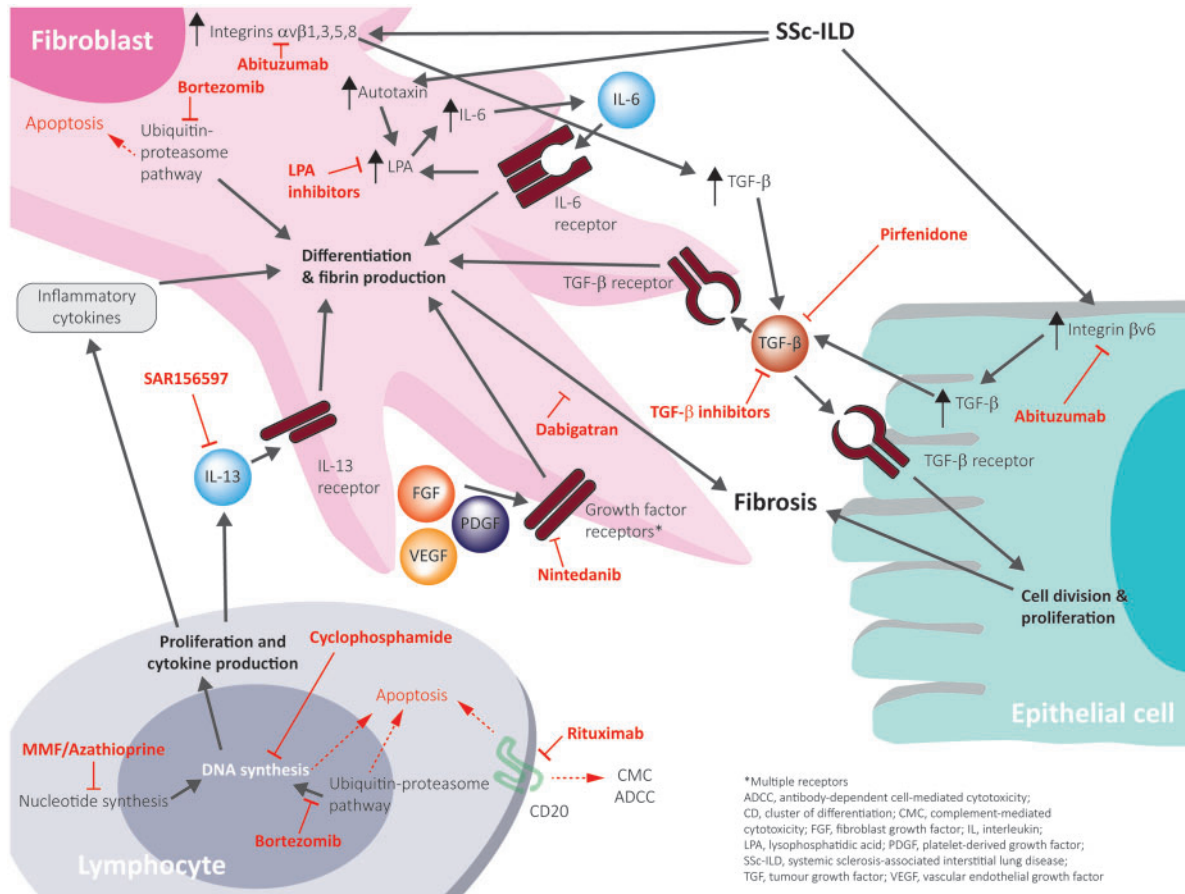 Fibroblast
Integrins αvβ1,3,5,8
Abituzumab
Bortezomib
Apoptosis
Ubiquitin-
proteasome
pathway
Autotaxin
IL-6
IL-6
LPA
LPA
inhibitors
IL-6
receptor
SSc-ILD
TGF-β
Pirfenidone
Differentiation
& fibrin production
TGF-β receptor
Inflammatory
cytokines
TGF-β
Integrin βv6
TGF-β
Abituzumab
TGF-β inhibitors
TGF-β receptor
SAR156597
IL-13
IL-13
receptor
Dabigatran
FGF
PDGF
VEGF
Growth factor
receptors*
Nintedanib
Fibrosis
Cell division &
proliferation
Epithelial cell
Proliferation and
cytokine production
Cyclophosphamide
Apoptosis
MMF/Azathioprine
DNA synthesis
Nucleotide synthesis
Ubiquitin-proteasome
pathway
Bortezomib
Rituximab
CD20
CMC
ADCC
Lymphocyte
*Multiple receptors
ADCC, antibody-dependent cell-mediated cytotoxicity;
CD, cluster of differentiation; CMC, complement-mediated
cytotoxicity; FGF, fibroblast growth factor; IL, interleukin;
LPA, lysophosphatidic acid; PDGF, platelet-derived growth factor;
SSc-ILD, systemic sclerosis-associated interstitial lung disease;
TGF, tumour growth factor; VEGF, vascular endothelial growth factor